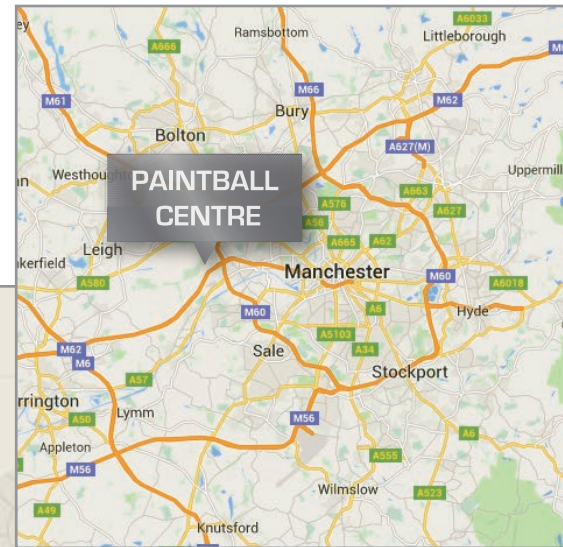 A6033
Ramsbottom
Littleborough
A666
M66
M61
M62
Bury
Bolton
A627(M)
Westhoughto
Uppermill
PAINTBALL
CENTRE
A663
A576
A627
A56
A665
A62
Leigh
Manchester
M60
kerfield
A580
A6018
M60
A6
Hyde
A5103
Sale
A34
M62
M6
Stockport
A57
rrington
Lymm
A50
M56
A6
Appleton
M56
A555
Wilmslow
A523
A49
Knutsford